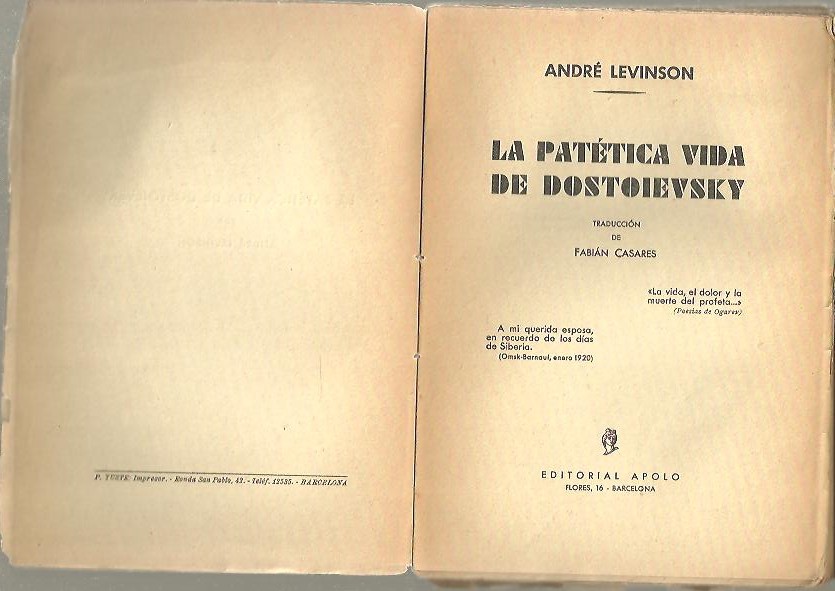 P. YUSTE: Impresor. - Ronda San Pablo, 42. - Teléf. 12585. - BARCELONA
ANDRÉ LEVINSON
LA PATÉTICA VIDA
DE DOSTOIEVSKY
TRADUCCIÓN
DE
FABIÁN CASARES
«La vida, el dolor y la
muerte del profeta...»
(Poesías de Ogarev)
A mi querida esposa,
en recuerdo de los días
de Siberia.
(Omsk-Barnaul, enero 1920)
EDITORIAL APOLO
FLORES, 16 - BARCELONA